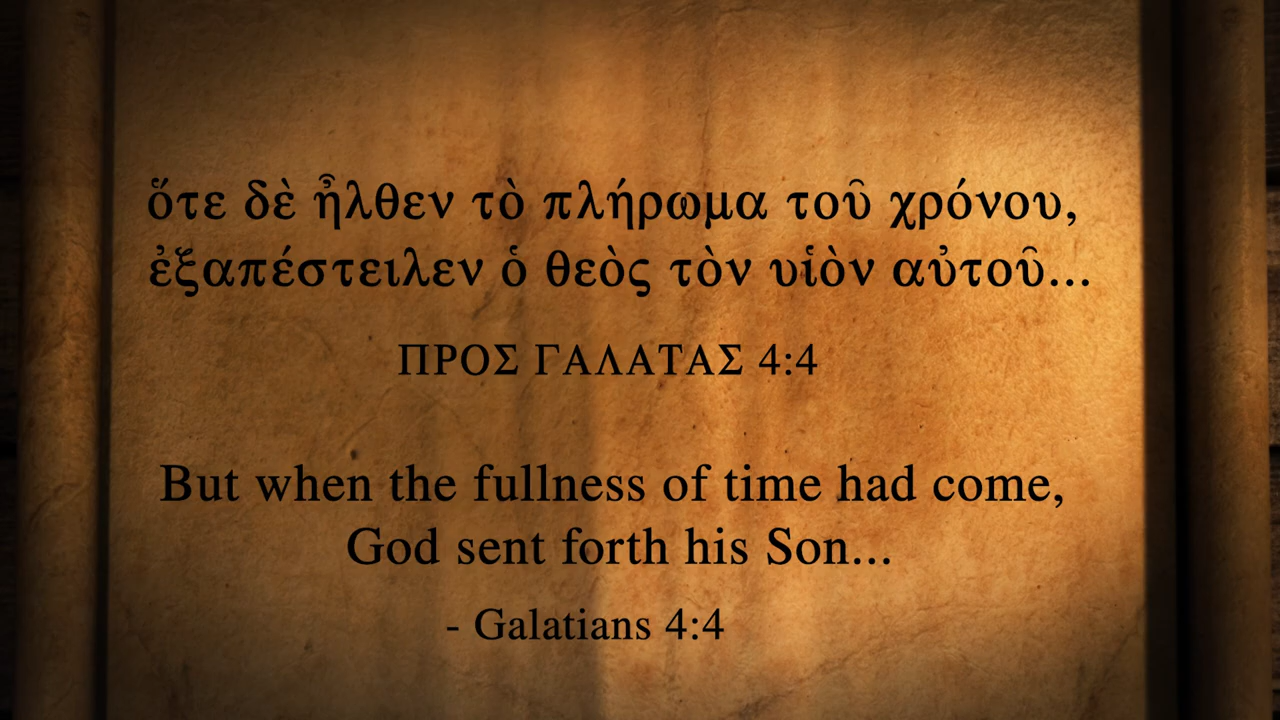 ὅτε δὲ ἦλθεν τὸ πλήρωμα τοῦ χρόνου,
ἐξαπέστειλεν ὁ θεὸς τὸν υἱὸν αὐτοῦ...
ΠΡΟΣ ΓΑΛΑΤΑΣ 4:4
But when the fullness of time had come,
God sent forth his Son...
- Galatians 4:4